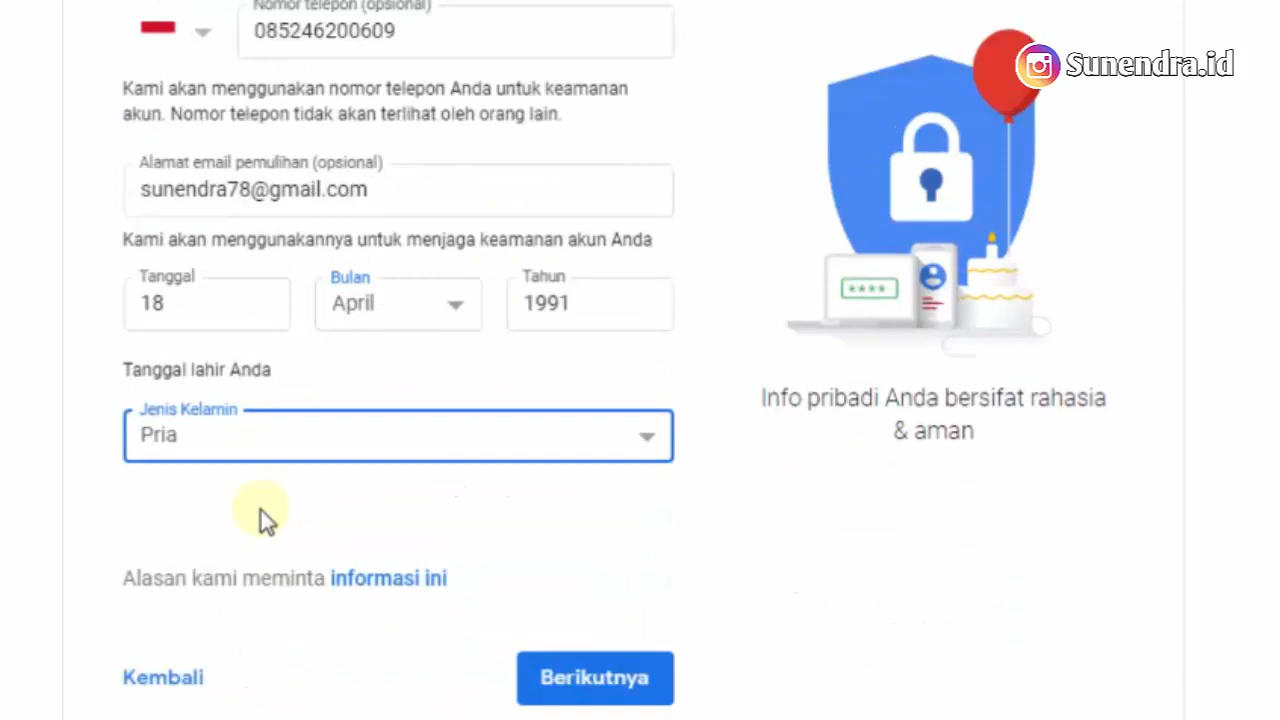 Nomor telepon (opsional)
085246200609
Kami akan menggunakan nomor telepon Anda untuk keamanan
akun. Nomor telepon tidak akan terlihat oleh orang lain.
Alamat email pemulihan (opsional)
sunendra78@gmail.com
Kami akan menggunakannya untuk menjaga keamanan akun Anda
Tanggal
18
Bulan
April
Tahun
1991
Tanggal lahir Anda
Jenis Kelamin
Pria
Alasan kami meminta informasi ini
Kembali
Berikutnya
Sunendra.id
****
Info pribadi Anda bersifat rahasia
& aman